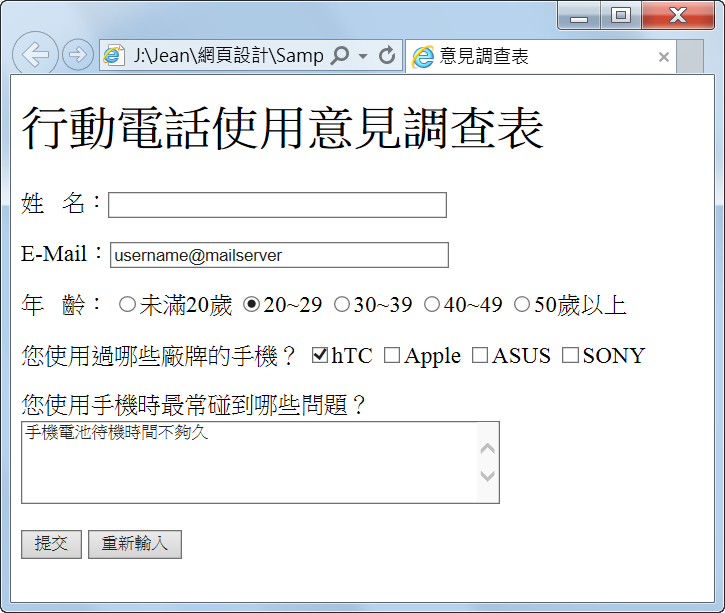 J:\Jean\網頁設計\Samp
意見調查表
行動電話使用意見調查表
姓 名：
E-Mail：username@mailserver
年 齡： 未滿20歲 20~29 30~39 40~49 50歲以上
您使用過哪些廠牌的手機？ hTC Apple ASUS SONY
您使用手機時最常碰到哪些問題？
手機電池待機時間不夠久
提交 重新輸入